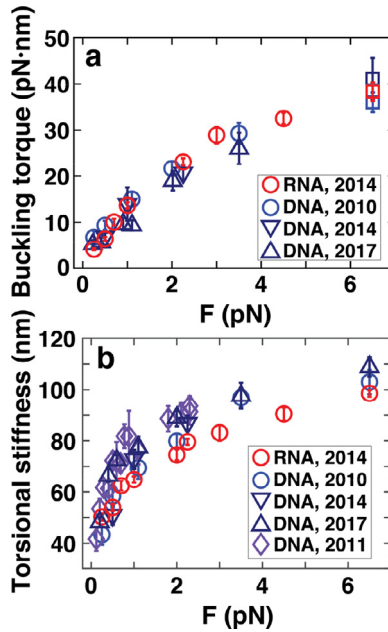 a
Buckling torque (pN·nm)
50
40
30
20
10
0
RNA, 2014
DNA, 2010
DNA, 2014
DNA, 2017
0
2
4
6
F (pN)
b
Torsional stiffness (nm)
120
100
80
60
40
RNA, 2014
DNA, 2010
DNA, 2014
DNA, 2017
DNA, 2011
0
2
4
6
F (pN)